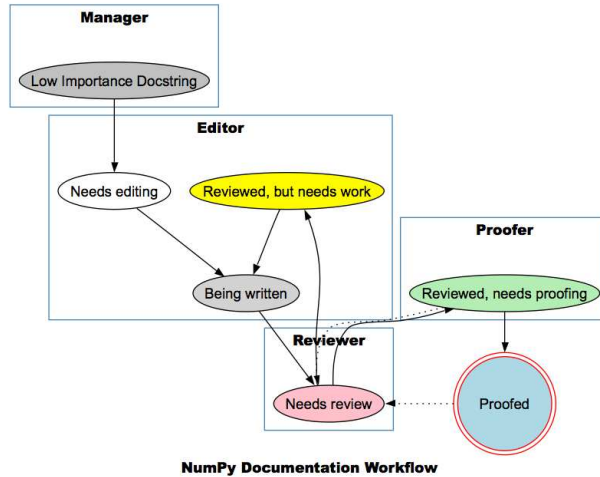 Manager
Low Importance Docstring
Editor
Needs editing
Reviewed, but needs work
Being written
Proofer
Reviewed, needs proofing
Reviewer
Needs review
Proofed
NumPy Documentation Workflow